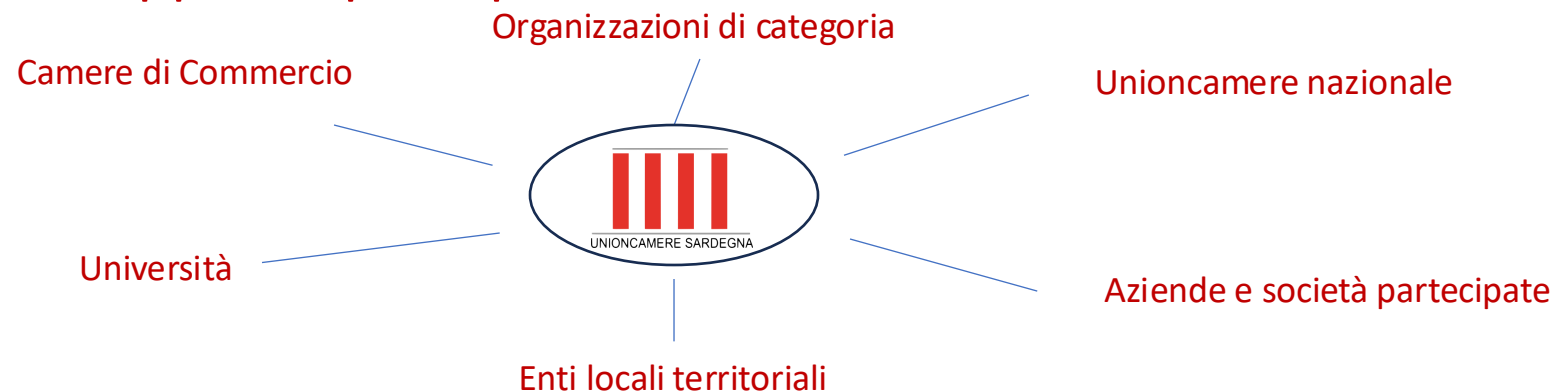 Organizzazioni di categoria
Camere di Commercio
Unioncamere nazionale
UNIONCAMERE SARDEGNA
Università
Aziende e società partecipate
Enti locali territoriali